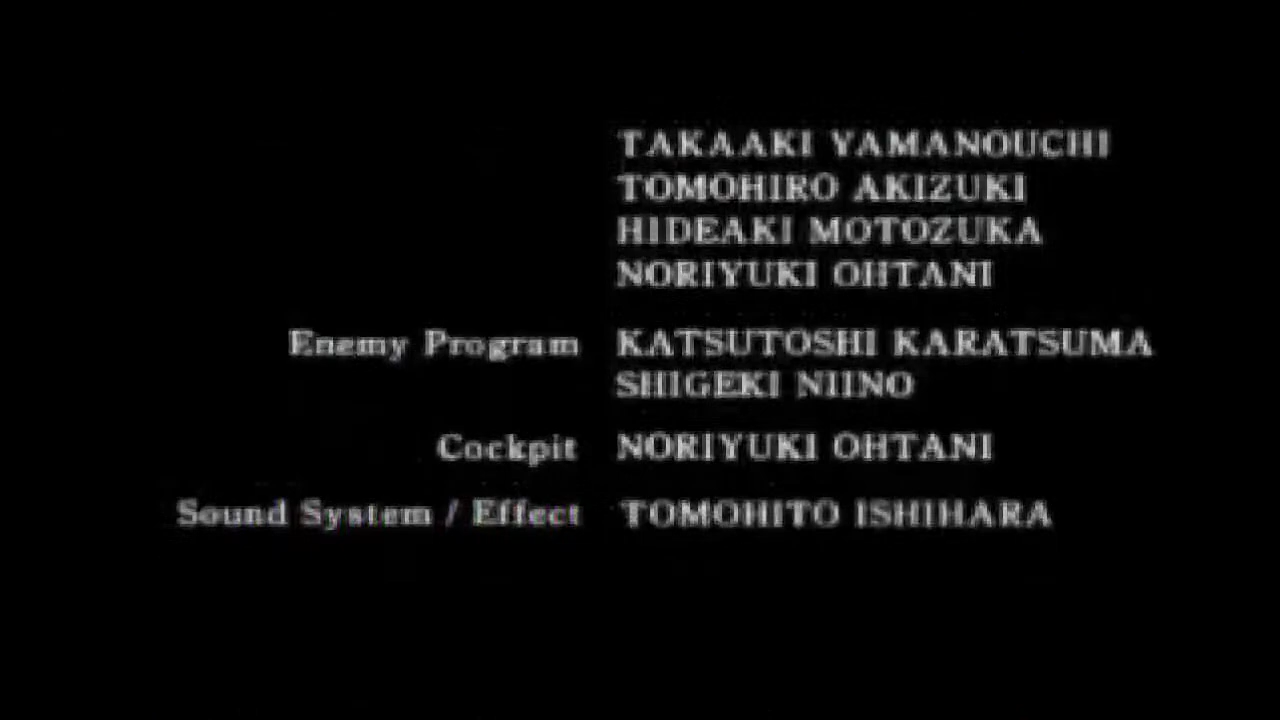 TAKAAKI YAMANOUCHI
TOMOHIRO AKIZUKI
HIDEAKI MOTOZUKA
NORIYUKI OHTANI
Enemy Program KATSUTOSHI KARATSUMA
SHIGEKI NIINO
Cockpit NORIYUKI OHTANI
Sound System / Effect TOMOHITO ISHIHARA